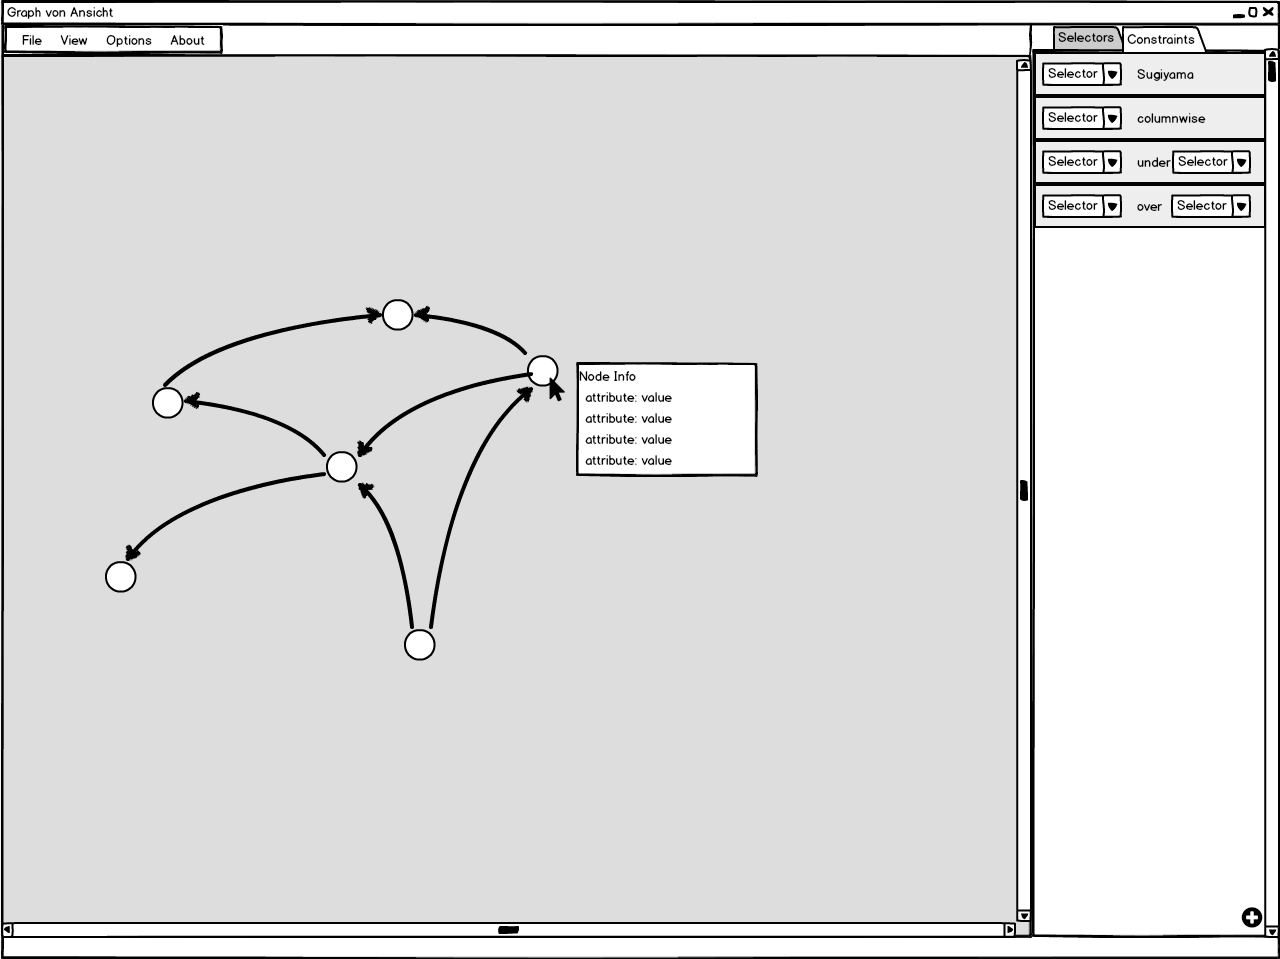 Graph von Ansicht
File View Options About
Selectors Constraints
Selector Sugiyama
Selector columnwise
Selector under Selector
Selector over Selector
Node Info
attribute: value
attribute: value
attribute: value
attribute: value